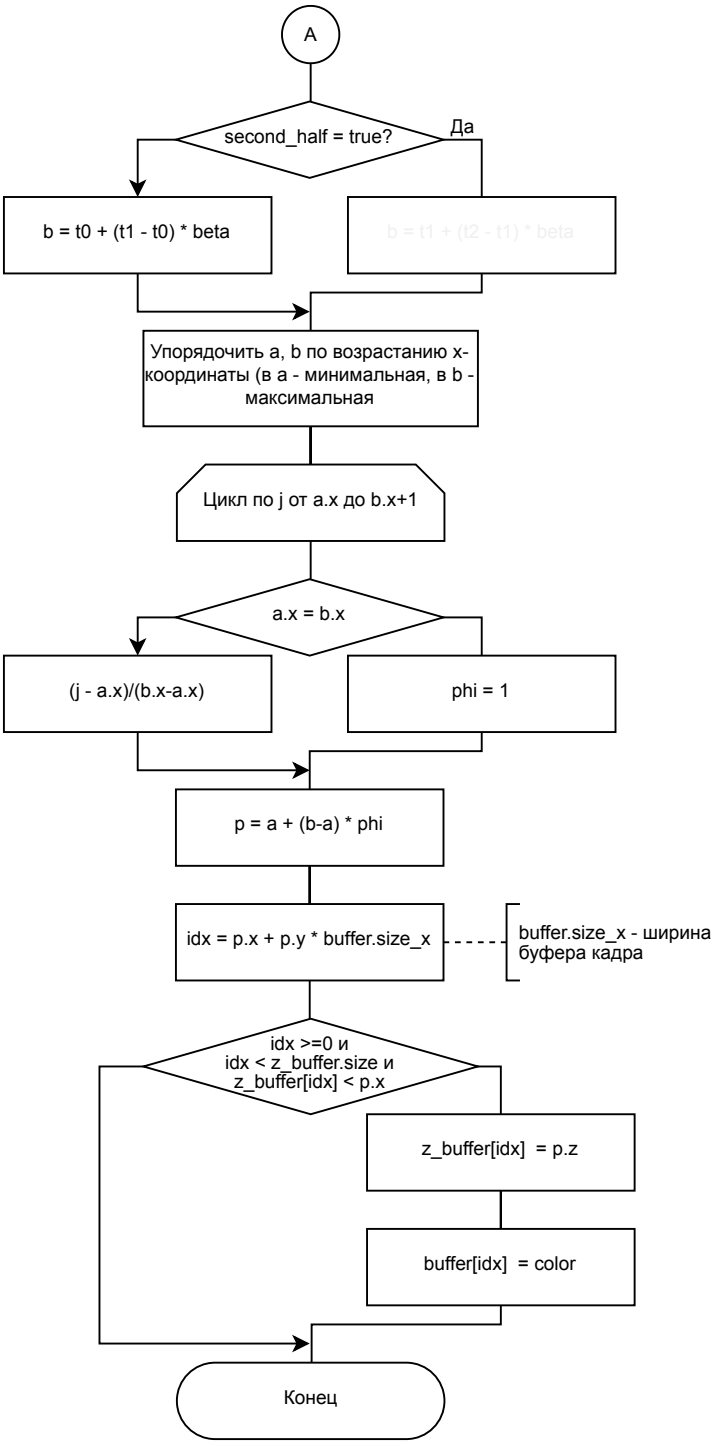 A
second_half = true?
Да
b = t0 + (t1 - t0) * beta
b = t1 + (t2 - t1) * beta
Упорядочить a, b по возрастанию x-
координаты (в a - минимальная, в b -
максимальная
Цикл по j от a.x до b.x+1
a.x = b.x
(j - a.x)/(b.x-a.x)
phi = 1
p = a + (b-a) * phi
idx = p.x + p.y * buffer.size_x
buffer.size_x - ширина
буфера кадра
idx >=0 и
idx < z_buffer.size и
z_buffer[idx] < p.x
z_buffer[idx]  = p.z
buffer[idx]  = color
Конец